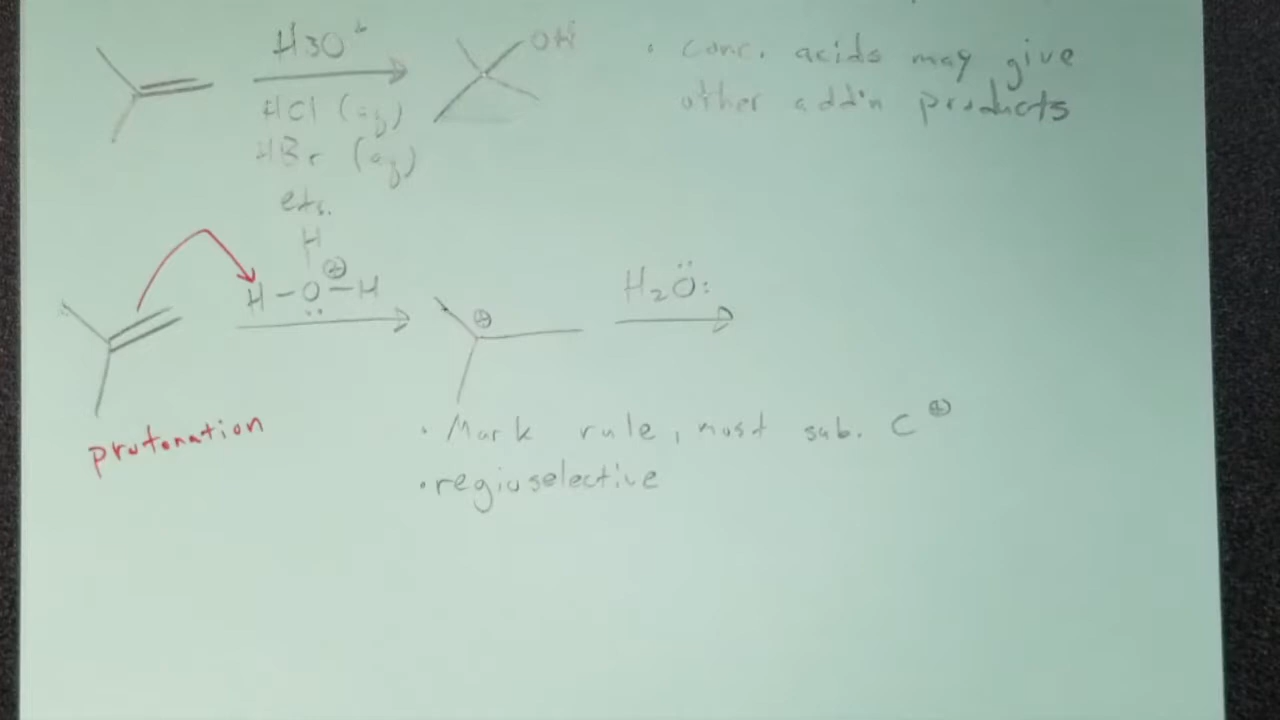 H3O+
OH
HCl (aq)
HBr (aq)
etc.
• conc. acids may give
other add'n products
H
H-O-H
⊕
⊕
H₂O:
protonation
• Mark rule, most sub. C⊕
• regioselective